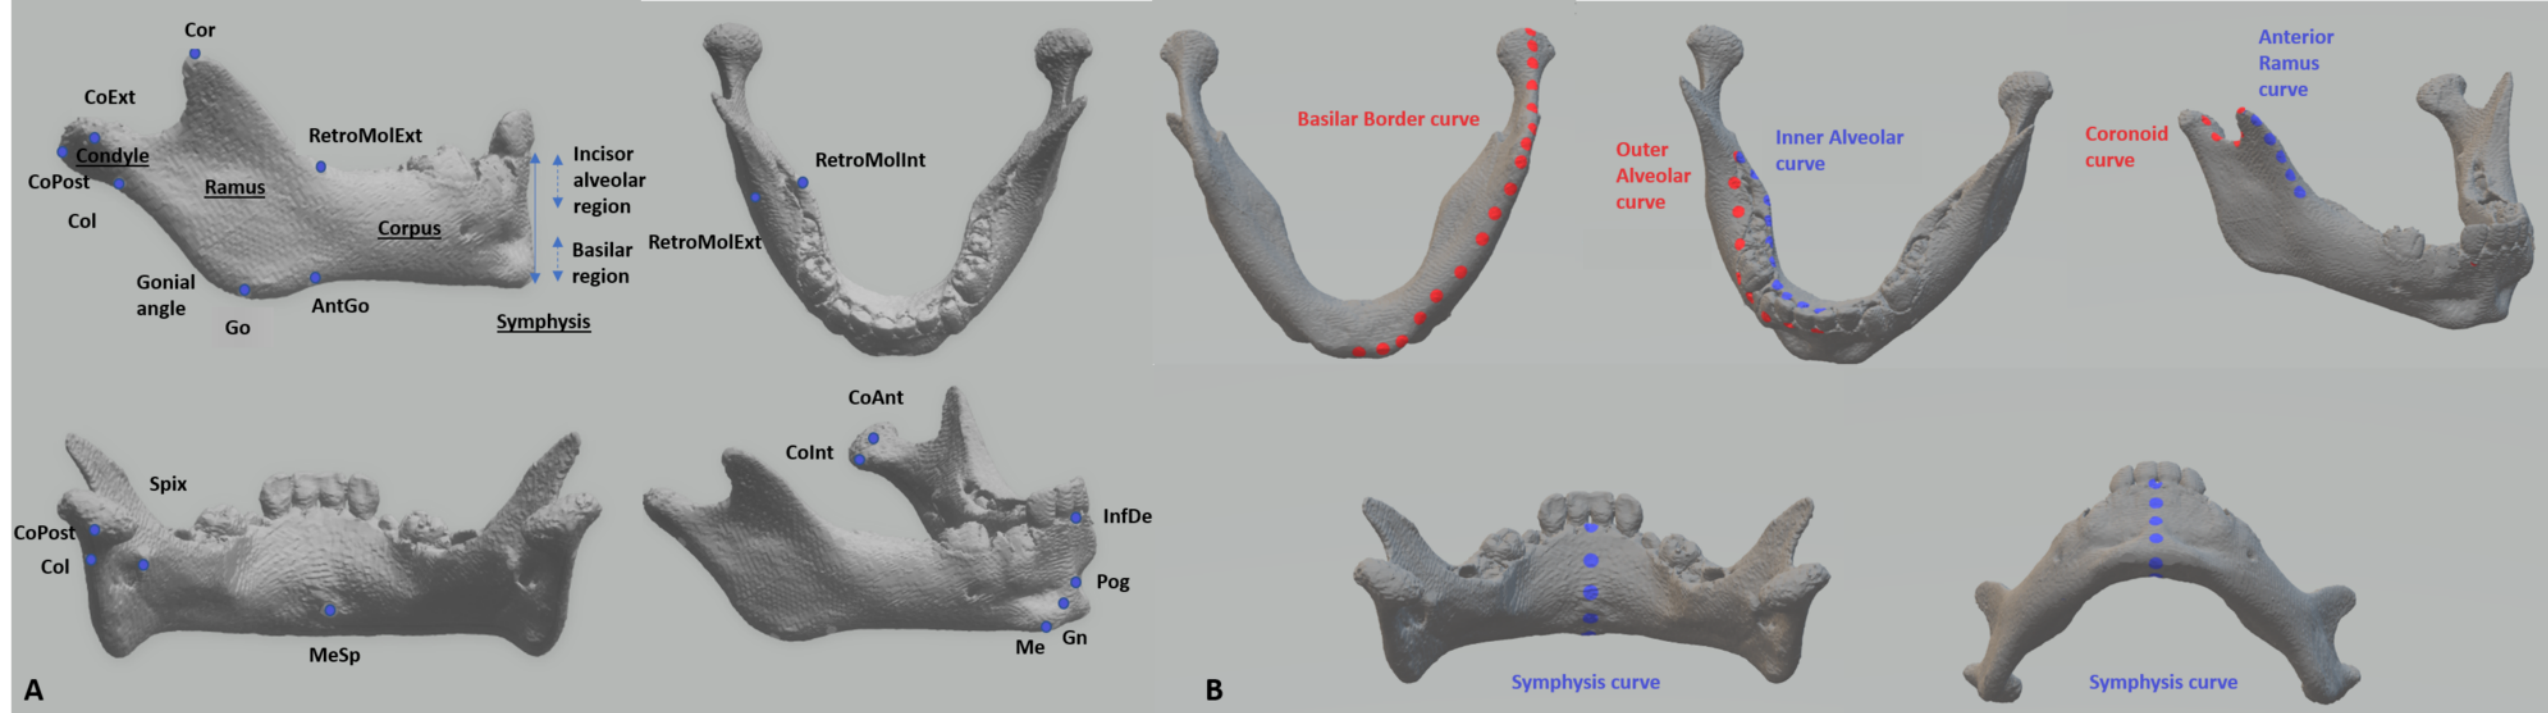 Cor
CoExt
Condyle
CoPost
Col
Ramus
RetroMolExt
Corpus
Gonial
angle
Go
AntGo
Incisor
alveolar
region
Basilar
region
Symphysis
RetroMolInt
RetroMolExt
Spix
CoPost
Col
MeSp
CoAnt
CoInt
InfDe
Pog
Gn
Me
A
Basilar Border curve
Outer
Alveolar
curve
Inner Alveolar
curve
Coronoid
curve
Anterior
Ramus
curve
Symphysis curve
Symphysis curve
B